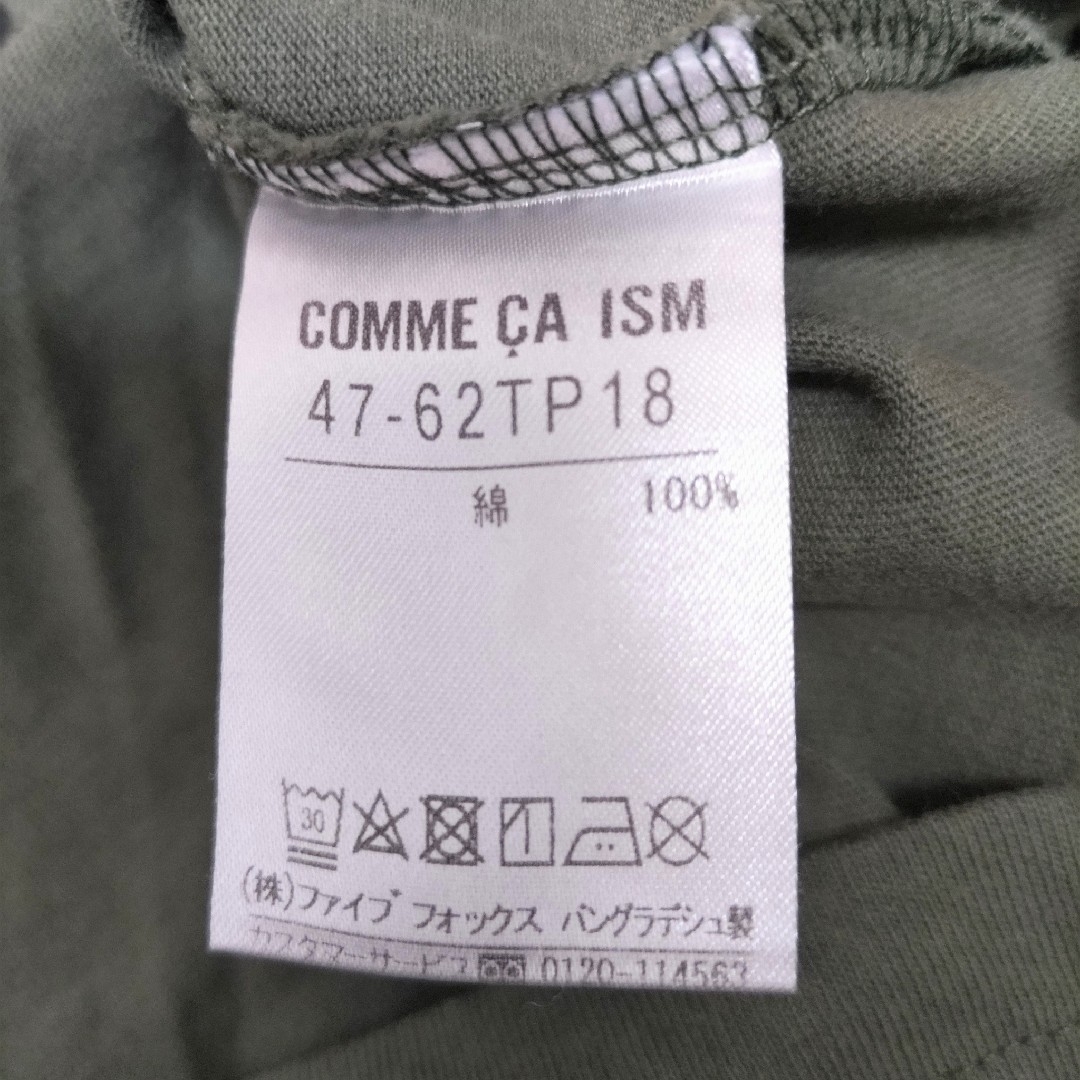 COMME ÇA ISM
47-62TP18
綿 100%
30
(株)ファイブ フォックス バングラデシュ製
カスタマーサービス 0120-114563